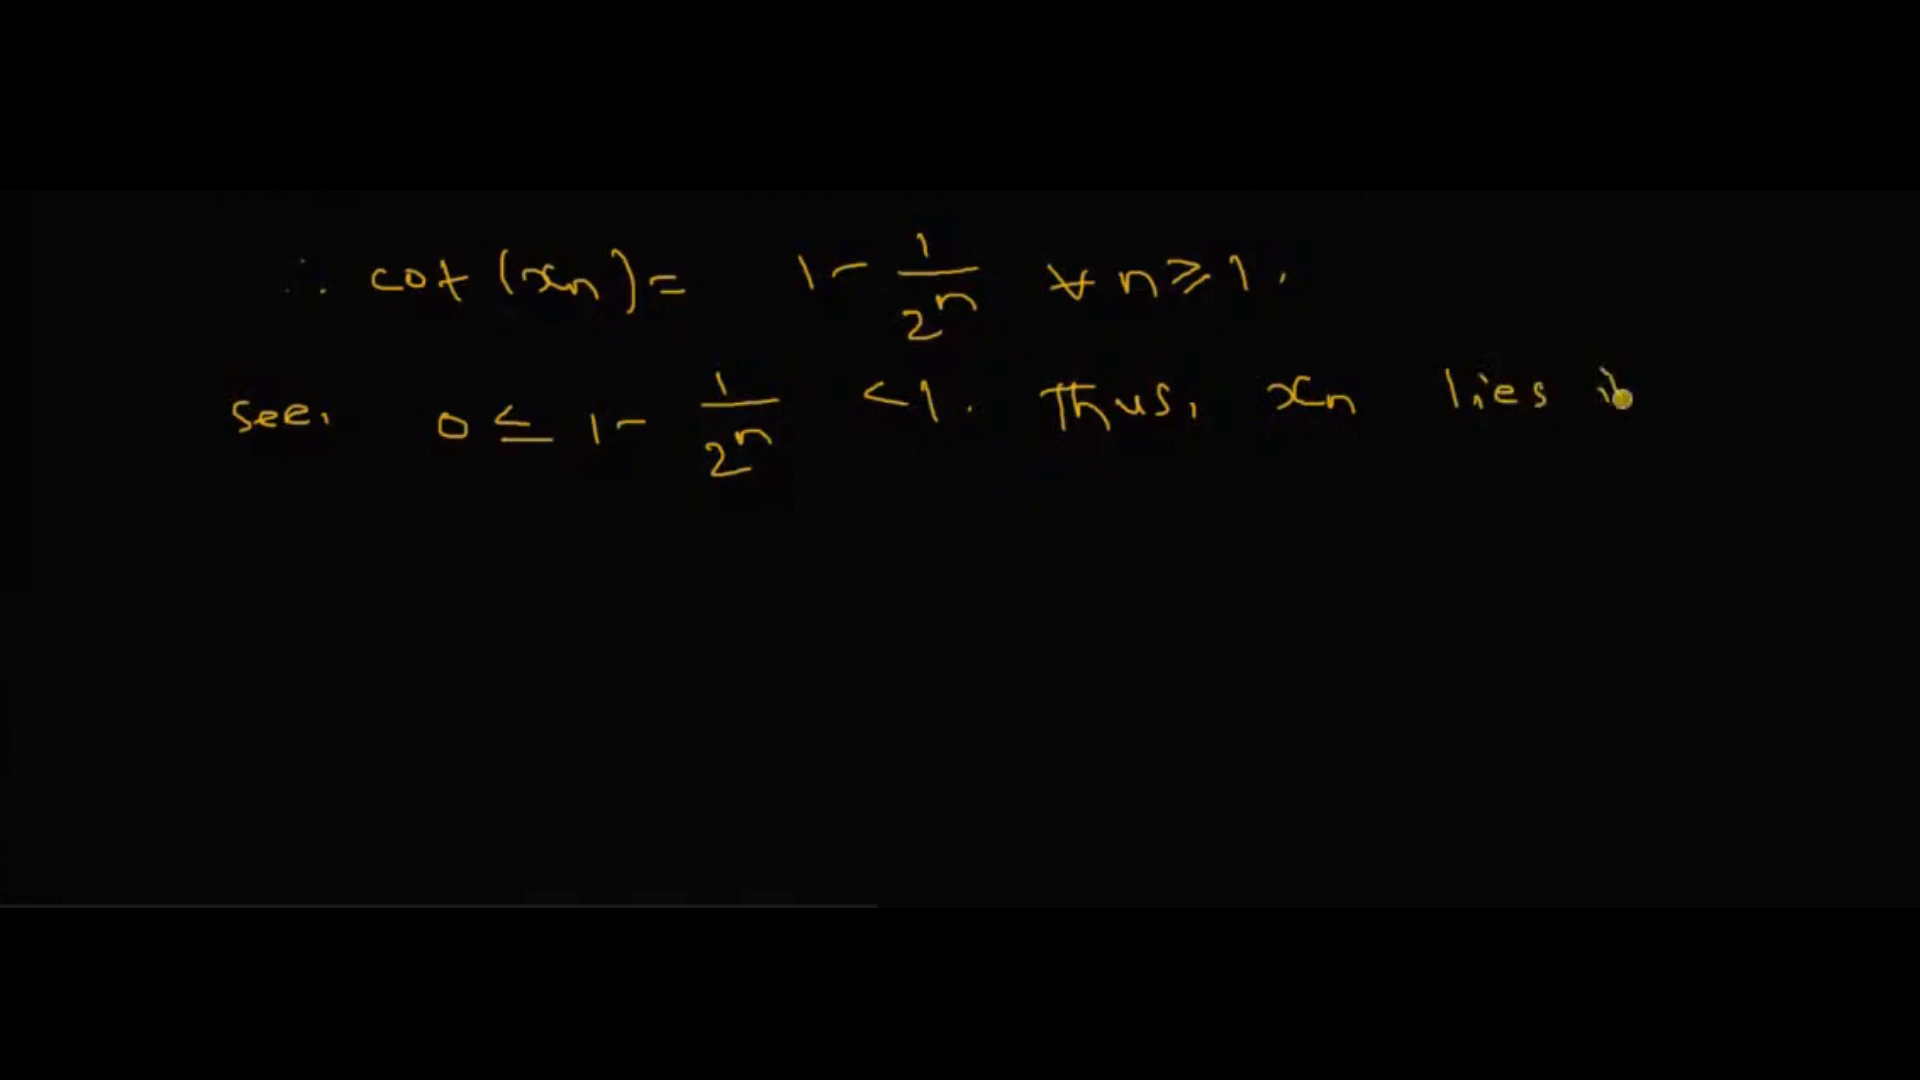 ∴ cot (xn) = 1 - 1/2^n ∀ n ≥ 1.
see, 0 ≤ 1 - 1/2^n < 1. Thus, xn lies